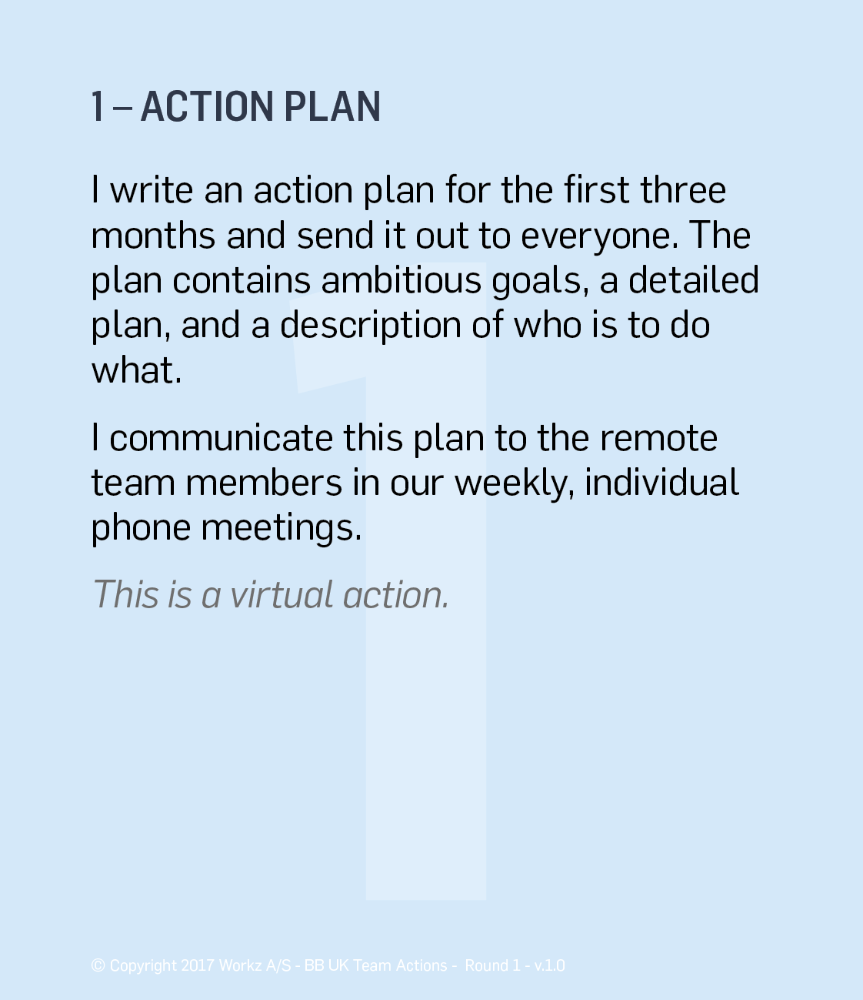 1 – ACTION PLAN
I write an action plan for the first three
months and send it out to everyone. The
plan contains ambitious goals, a detailed
plan, and a description of who is to do
what.
I communicate this plan to the remote
team members in our weekly, individual
phone meetings.
This is a virtual action.
1
© Copyright 2017 Workz A/S - BB UK Team Actions - Round 1 - v.1.0